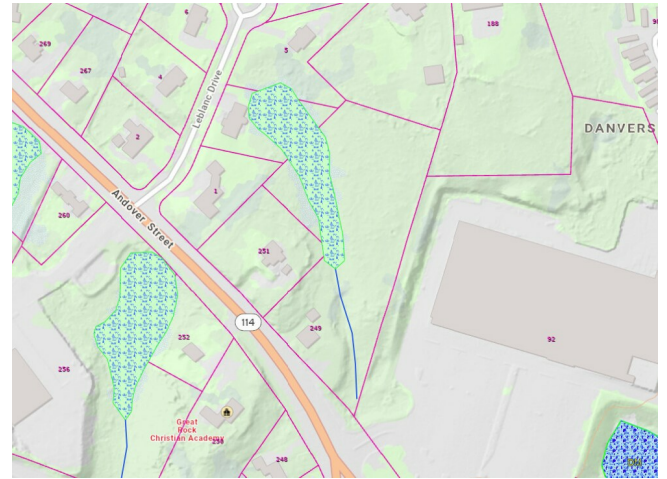 6
188
269
5
267
4
Leblanc Drive
DANVERS
2
1
260
Andover Street
251
114
249
252
92
256
Great
Rock
Christian Academy
248